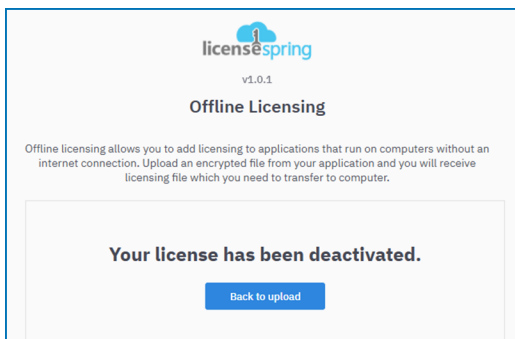 licensespring
v1.0.1
Offline Licensing
Offline licensing allows you to add licensing to applications that run on computers without an
internet connection. Upload an encrypted file from your application and you will receive
licensing file which you need to transfer to computer.
Your license has been deactivated.
Back to upload